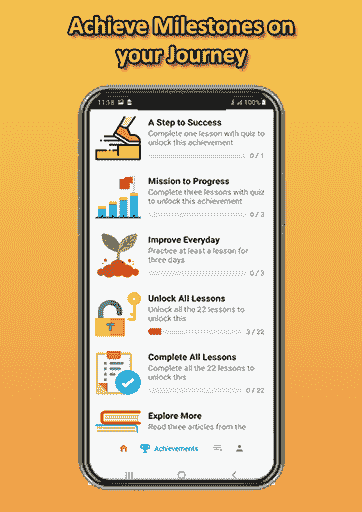 Achieve Milestones on
your Journey
11:18
100%
A Step to Success
Complete one lesson with quiz to
unlock this achievement
0 / 1
Mission to Progress
Complete three lessons with quiz
to unlock this achievement
0 / 3
Improve Everyday
Practice at least a lesson for
three days
0 / 3
Unlock All Lessons
Unlock all the 22 lessons to
unlock this
3 / 22
Complete All Lessons
Complete all the 22 lessons to
unlock this
0 / 22
Explore More
Read three articles from the
Achievements